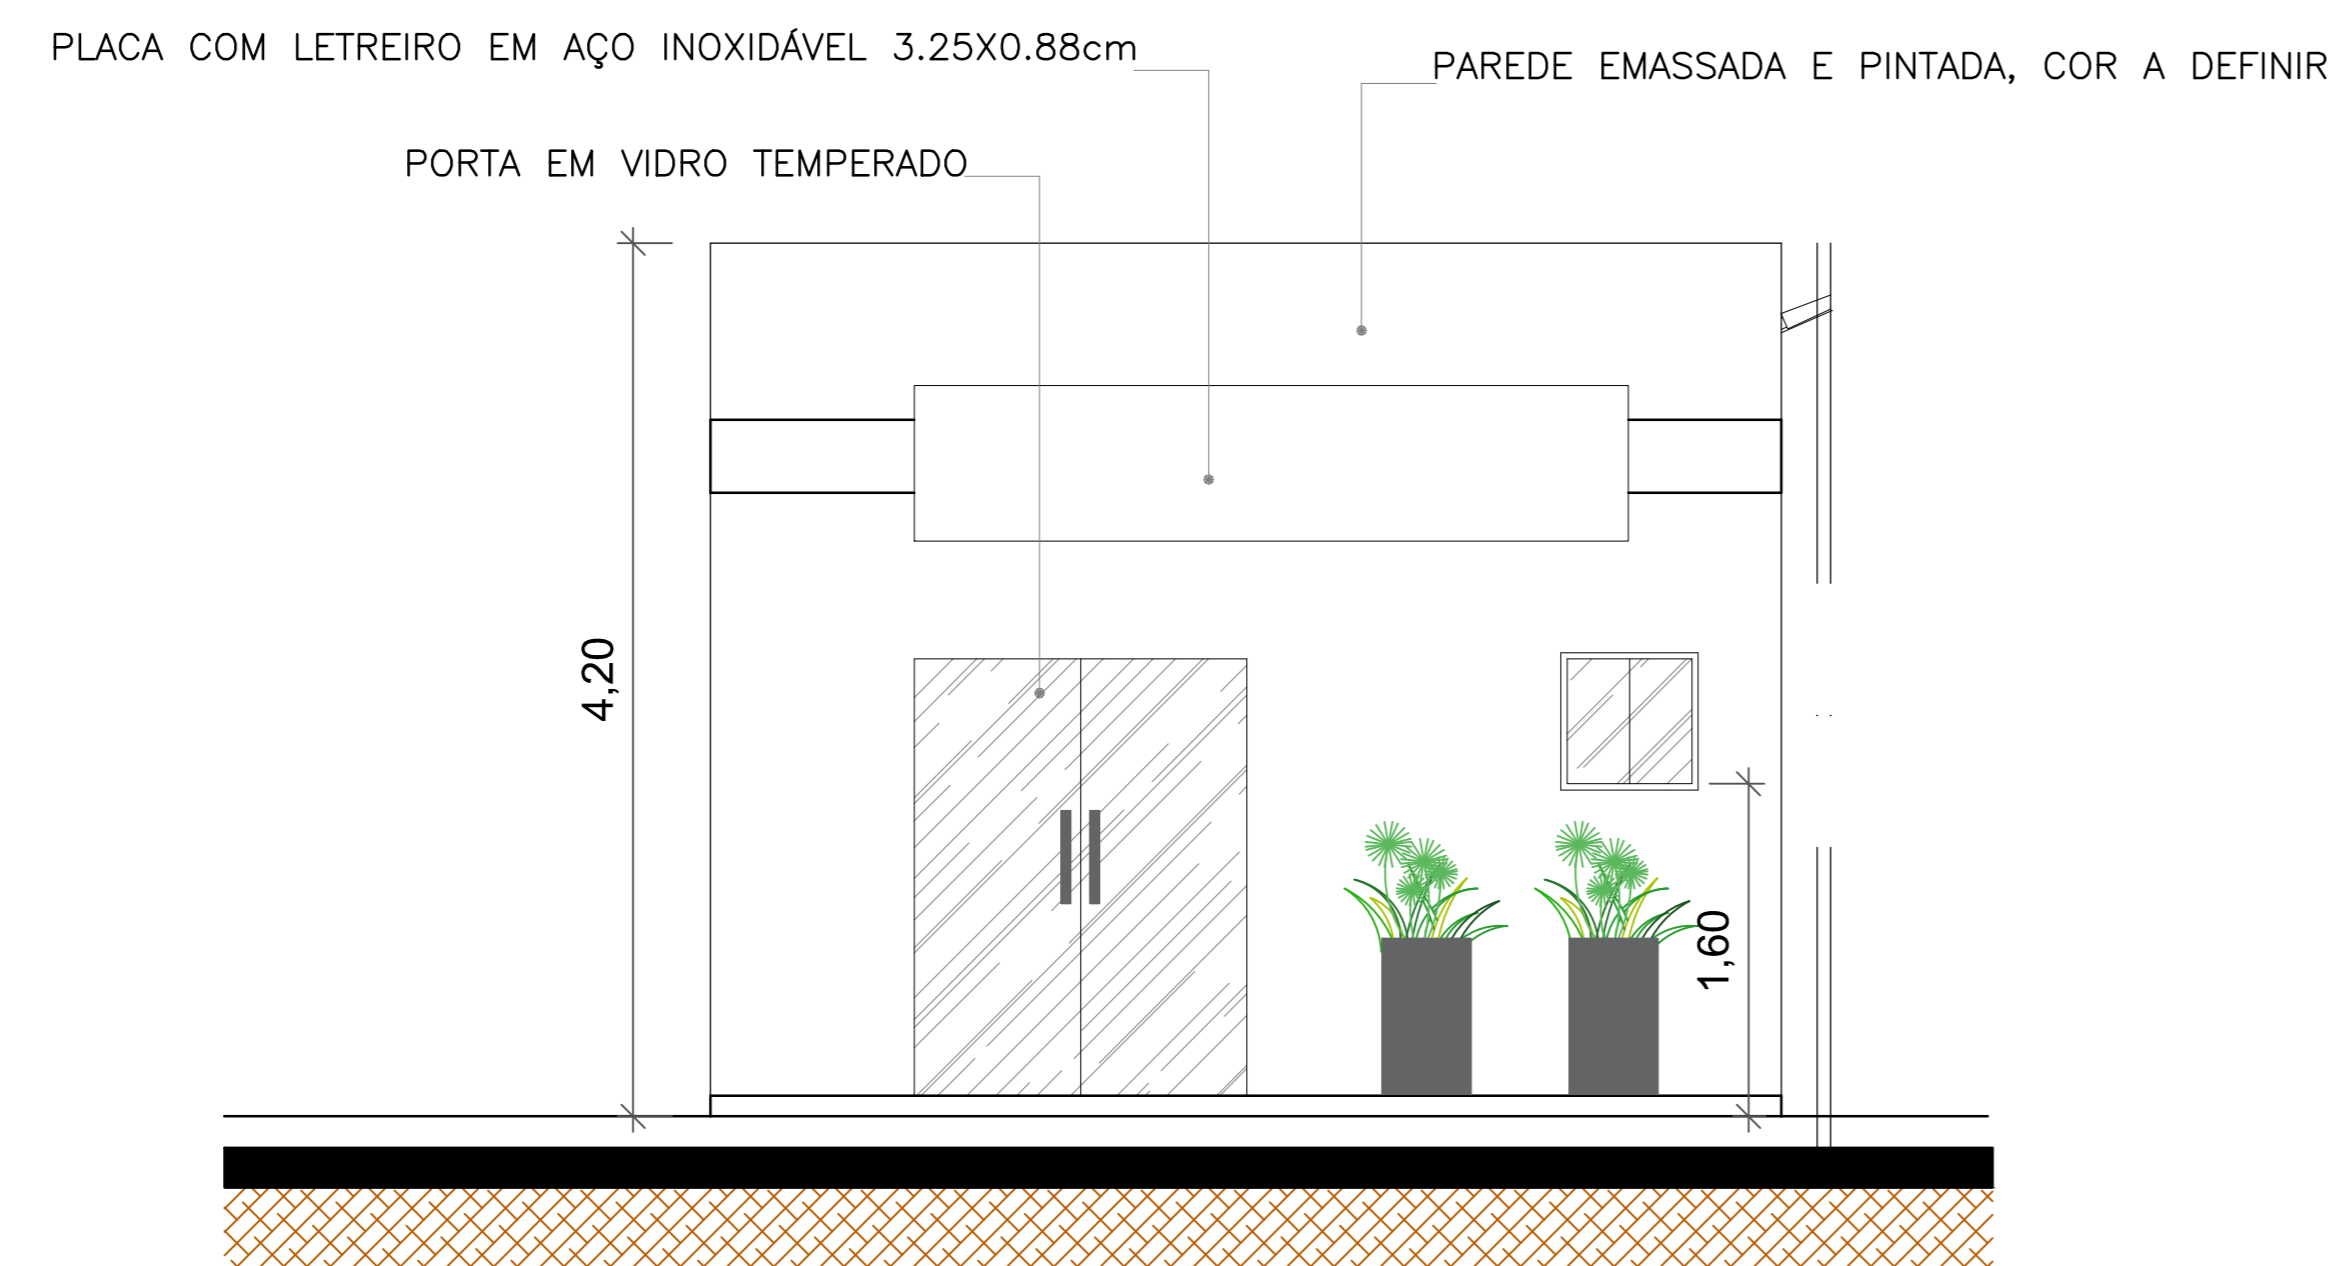 PLACA COM LETREIRO EM AÇO INOXIDÁVEL 3.25X0.88cm
PAREDE EMASSADA E PINTADA, COR A DEFINIR
PORTA EM VIDRO TEMPERADO
4,20
1,60